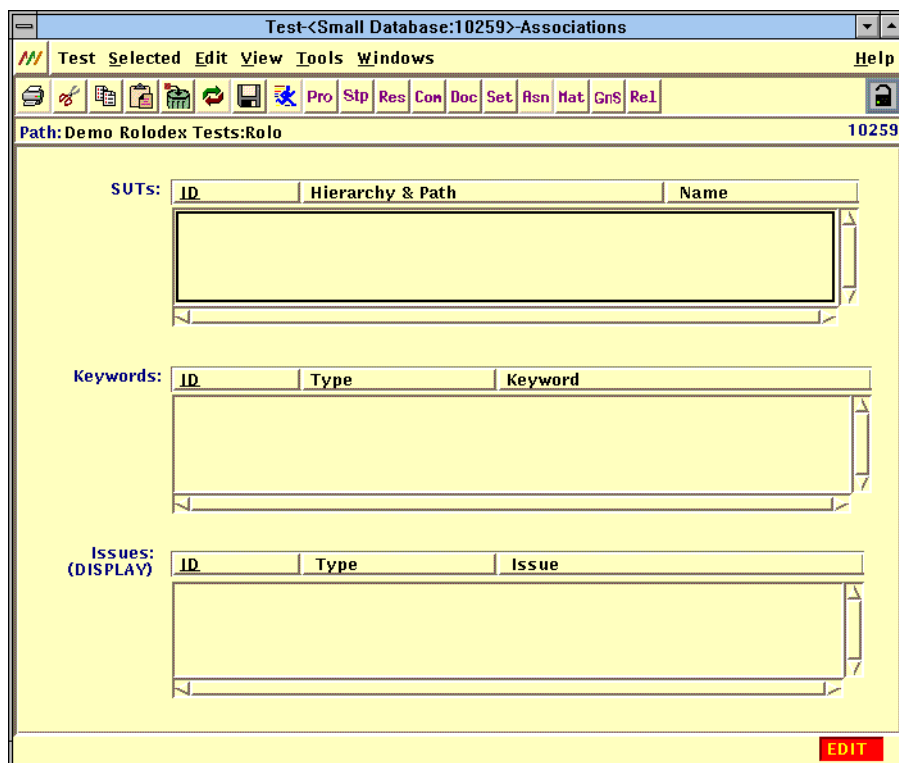 Test-<Small Database:10259>-Associations
Test Selected Edit View Tools Windows Help
Pro Stp Res Com Doc Set Asn Mat GnS Rel
Path: Demo Rolodex Tests:Rolo 10259
SUTs: ID Hierarchy & Path Name
Keywords: ID Type Keyword
Issues:
(DISPLAY) ID Type Issue
EDIT